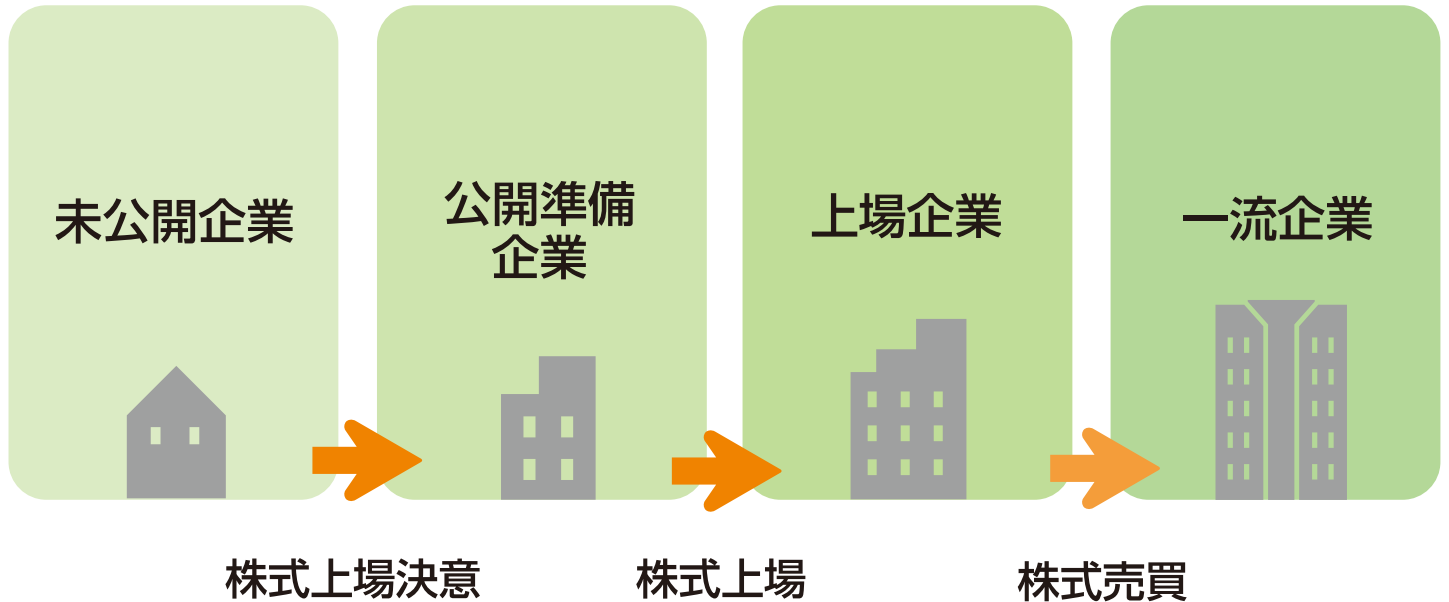 未公開企業
公開準備
企業
上場企業
一流企業
株式上場決意
株式上場
株式売買